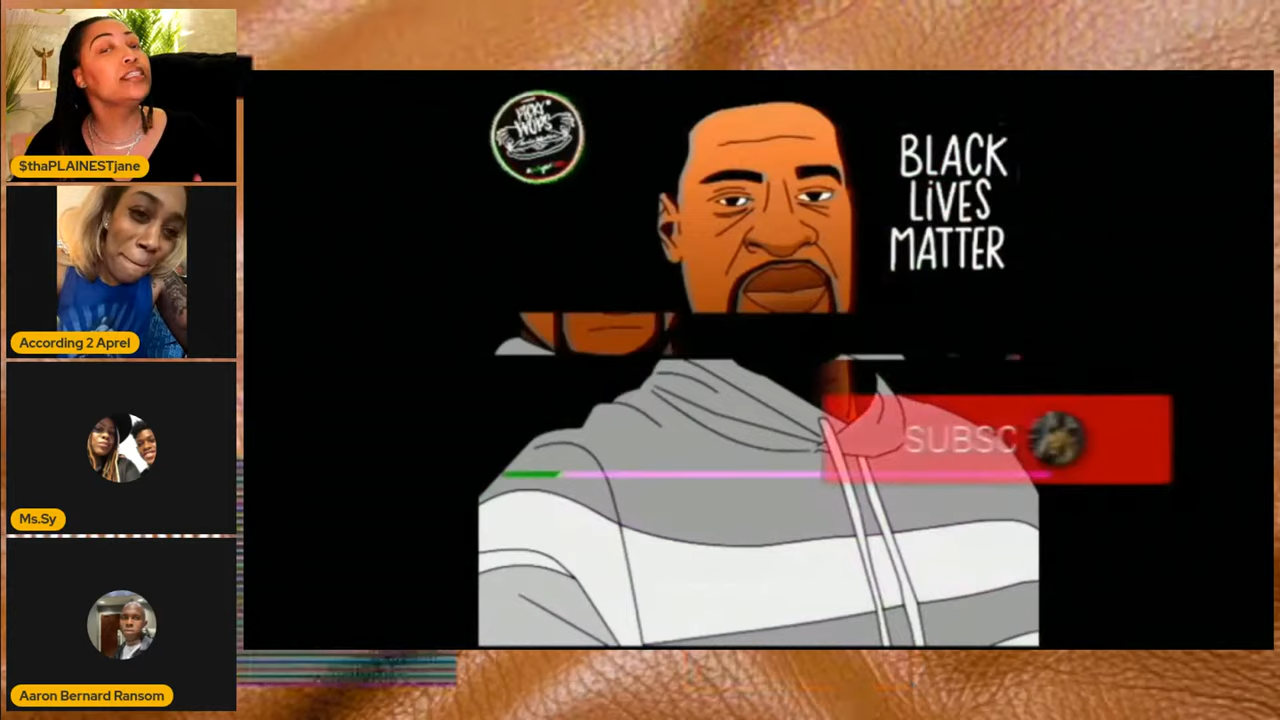 $thaPLAINESTjane
According 2 Aprel
Ms.Sy
Aaron Bernard Ransom
BLACK
LiVES
MATTER
SUBSC